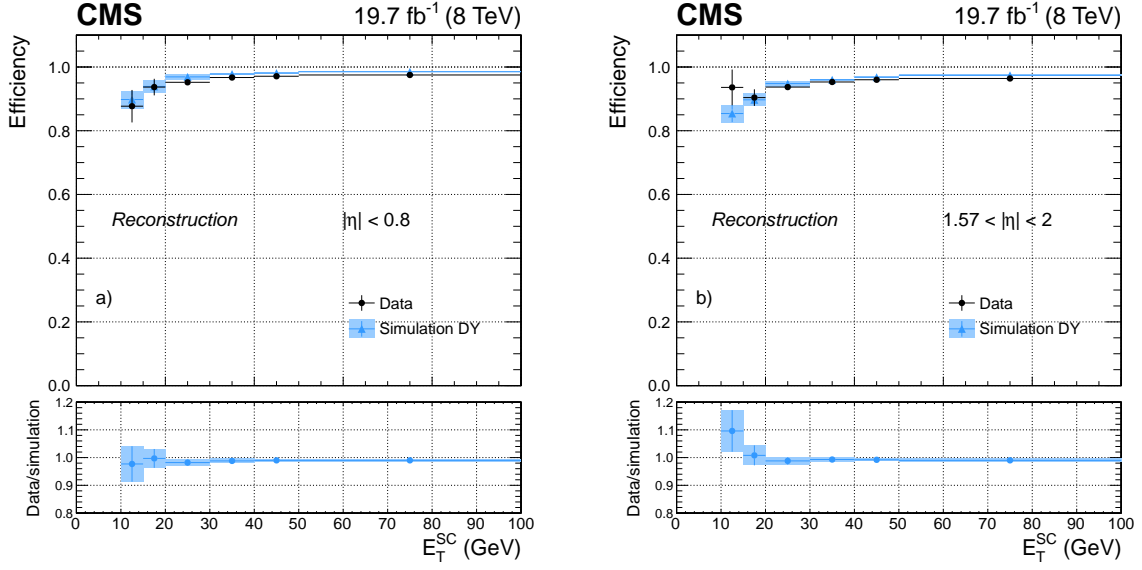 CMS 19.7 fb⁻¹ (8 TeV)
Efficiency
1.0
0.8
0.6
0.4
0.2
0.0
Reconstruction |η| < 0.8
a)
Data
Simulation DY
Data/simulation
1.2
1.1
1.0
0.9
0.8
0 10 20 30 40 50 60 70 80 90 100
E_T^SC (GeV)
CMS 19.7 fb⁻¹ (8 TeV)
Efficiency
1.0
0.8
0.6
0.4
0.2
0.0
Reconstruction 1.57 < |η| < 2
b)
Data
Simulation DY
Data/simulation
1.2
1.1
1.0
0.9
0.8
0 10 20 30 40 50 60 70 80 90 100
E_T^SC (GeV)